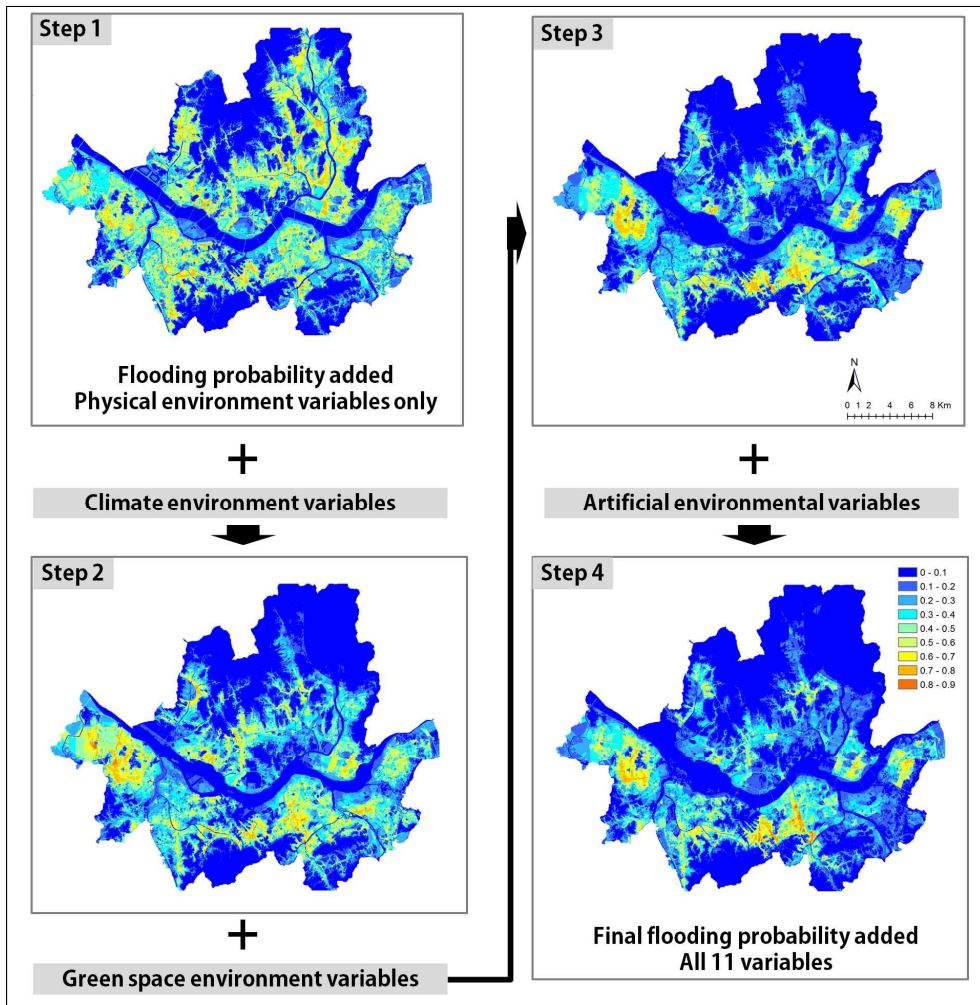 Step 1
Flooding probability added
Physical environment variables only
+
Climate environment variables
Step 2
+
Green space environment variables
Step 3
N
0 1 2 4 6 8 Km
+
Artificial environmental variables
Step 4
0 - 0.1
0.1 - 0.2
0.2 - 0.3
0.3 - 0.4
0.4 - 0.5
0.5 - 0.6
0.6 - 0.7
0.7 - 0.8
0.8 - 0.9
Final flooding probability added
All 11 variables